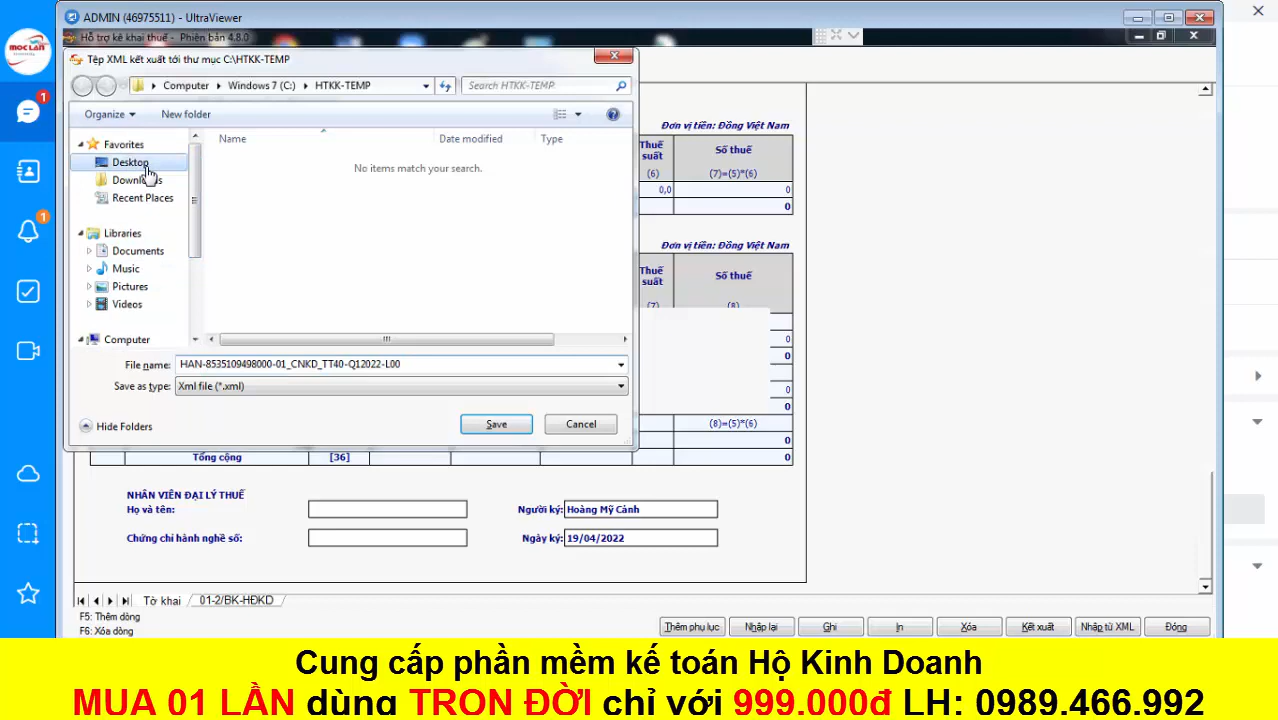 ADMIN (46975511) - UltraViewer
MOC LAN
Hỗ trợ kê khai thuế - Phiên bản 4.8.0
Tệp XML kết xuất tới thư mục C:\HTKK-TEMP
Computer
Windows 7 (C:)
HTKK-TEMP
Search HTKK-TEMP
Organize
New folder
1
Name
Date modified
Type
No items match your search.
Favorites
Desktop
Downloads
Recent Places
1
Libraries
Documents
Music
Pictures
Videos
Computer
File name:
HAN-8535109498000-01_CNKD_TT40-Q12022-L00
Save as type:
Xml file (*.xml)
Hide Folders
Save
Cancel
Đơn vị tiền: Đồng Việt Nam
Thuế suất
Số thuế
(6)
(7)=(5)*(6)
0,0
0
0
Đơn vị tiền: Đồng Việt Nam
Thuế suất
Số thuế
(7)
(8)
0
0
0
0
(8)=(5)*(6)
0
Tổng cộng
[36]
0
NHÂN VIÊN ĐẠI LÝ THUẾ
Họ và tên:
Người ký:
Hoàng Mỹ Cảnh
Chứng chỉ hành nghề số:
Ngày ký:
19/04/2022
Tờ khai
01-2/BK-HĐKD
F5: Thêm dòng
F6: Xóa dòng
Thêm phụ lục
Nhập lại
Ghi
In
Xóa
Kết xuất
Nhập từ XML
Đóng
Cung cấp phần mềm kế toán Hộ Kinh Doanh
MUA 01 LẦN dùng TRỌN ĐỜI chỉ với 999.000đ LH: 0989.466.992